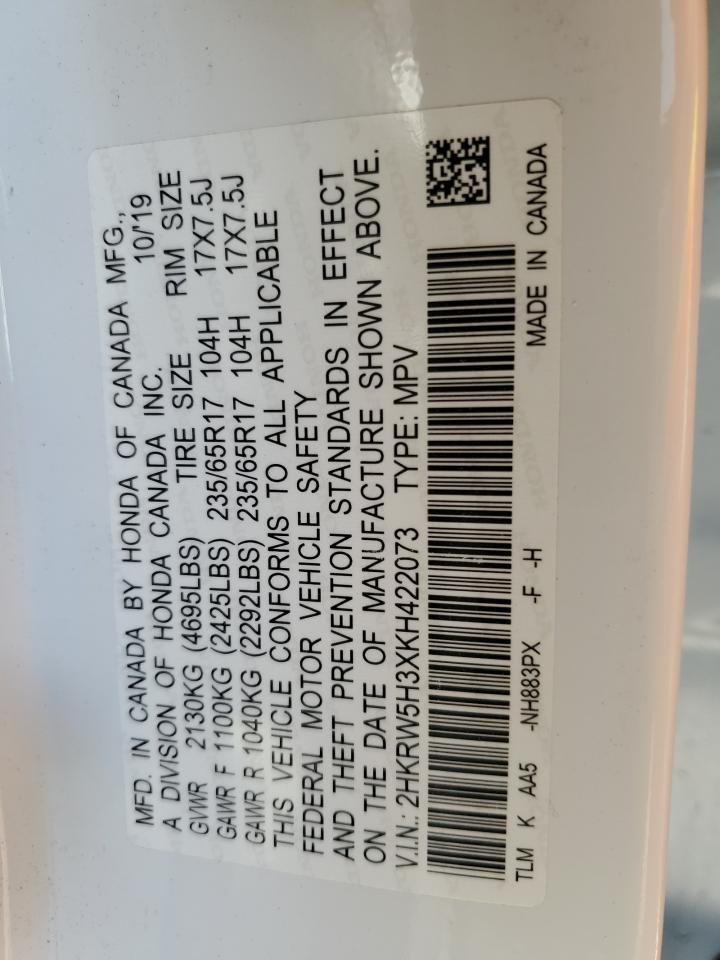 MFD. IN CANADA BY HONDA OF CANADA MFG.,
A DIVISION OF HONDA CANADA INC. 10/'19
GVWR 2130KG (4695LBS) TIRE SIZE RIM SIZE
GAWR F 1100KG (2425LBS) 235/65R17 104H 17X7.5J
GAWR R 1040KG (2292LBS) 235/65R17 104H 17X7.5J
THIS VEHICLE CONFORMS TO ALL APPLICABLE
FEDERAL MOTOR VEHICLE SAFETY
AND THEFT PREVENTION STANDARDS IN EFFECT
ON THE DATE OF MANUFACTURE SHOWN ABOVE.
V.I.N.: 2HKRW5H3XKH422073 TYPE: MPV
TLM K AA5 -NH883PX -F -H MADE IN CANADA